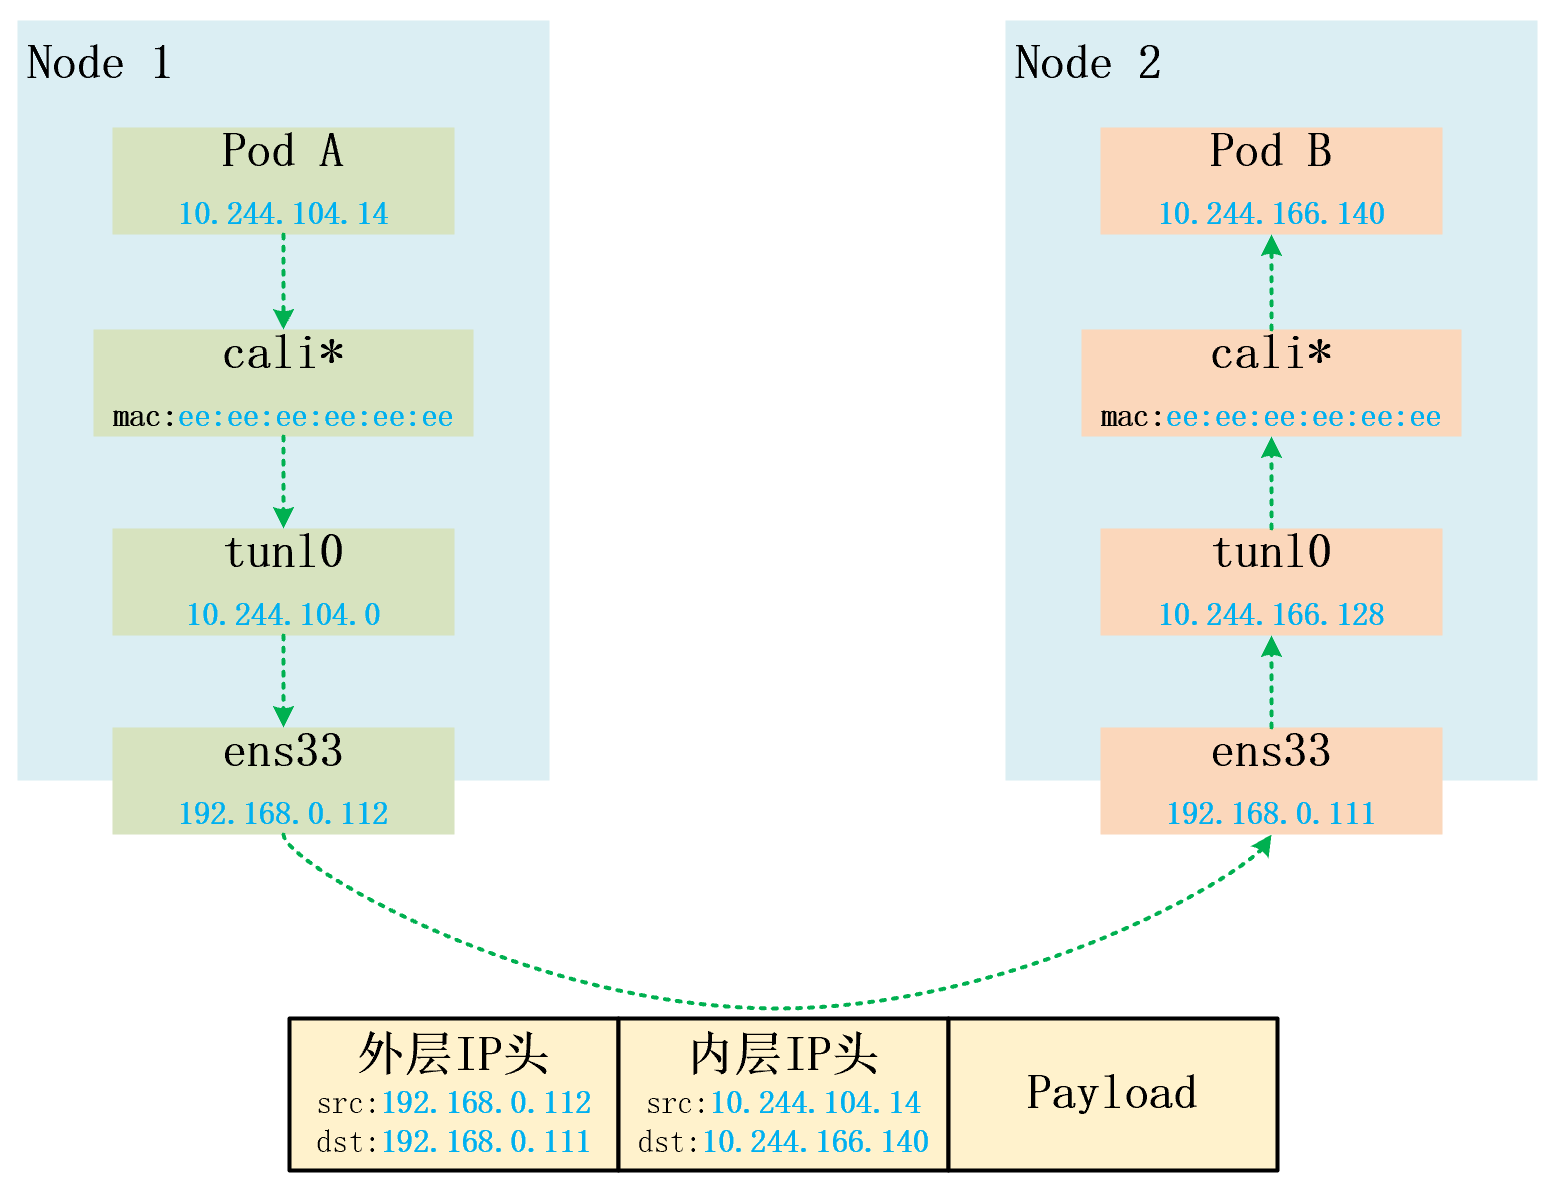 Node 1
Pod A
10.244.104.14
cali*
mac:ee:ee:ee:ee:ee:ee
tunl0
10.244.104.0
ens33
192.168.0.112
Node 2
Pod B
10.244.166.140
cali*
mac:ee:ee:ee:ee:ee:ee
tunl0
10.244.166.128
ens33
192.168.0.111
外层IP头
src:192.168.0.112
dst:192.168.0.111
内层IP头
src:10.244.104.14
dst:10.244.166.140
Payload